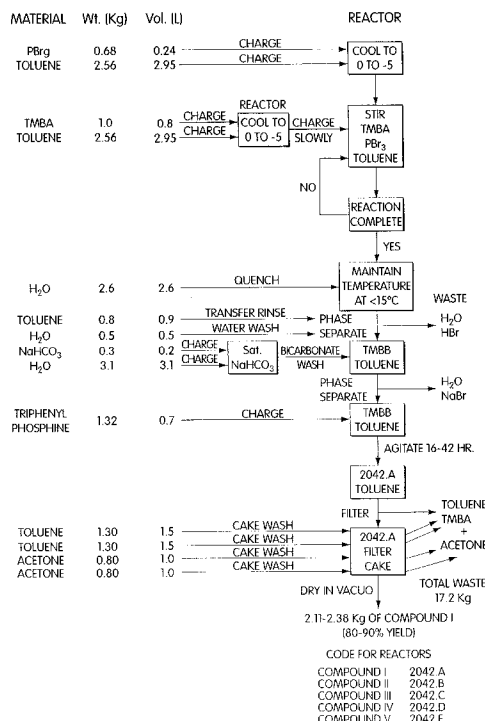 MATERIAL Wt. (Kg) Vol. (L) REACTOR
PBrg 0.68 0.24 CHARGE COOL TO
TOLUENE 2.56 2.95 CHARGE 0 TO -5
REACTOR
TMBA 1.0 0.8 CHARGE COOL TO CHARGE STIR
TOLUENE 2.56 2.95 CHARGE 0 TO -5 SLOWLY TMBA
PBr₃
TOLUENE
NO
REACTION
COMPLETE
YES
H₂O 2.6 2.6 QUENCH MAINTAIN
TEMPERATURE
AT <15°C
WASTE
TOLUENE 0.8 0.9 TRANSFER RINSE PHASE H₂O
H₂O 0.5 0.5 WATER WASH SEPARATE HBr
NaHCO₃ 0.3 0.2 CHARGE Sat. BICARBONATE TMBB
H₂O 3.1 3.1 CHARGE NaHCO₃ WASH TOLUENE
PHASE H₂O
SEPARATE NaBr
TRIPHENYL 1.32 0.7 CHARGE TMBB
PHOSPHINE TOLUENE
AGITATE 16-42 HR.
2042.A
TOLUENE
FILTER TOLUENE
TMBA
TOLUENE 1.30 1.5 CAKE WASH 2042.A +
TOLUENE 1.30 1.5 CAKE WASH FILTER ACETONE
ACETONE 0.80 1.0 CAKE WASH CAKE
ACETONE 0.80 1.0 CAKE WASH
DRY IN VACUO TOTAL WASTE
17.2 Kg
2.11-2.38 Kg OF COMPOUND I
(80-90% YIELD)
CODE FOR REACTORS
COMPOUND I 2042.A
COMPOUND II 2042.B
COMPOUND III 2042.C
COMPOUND IV 2042.D
COMPOUND V 2042.E